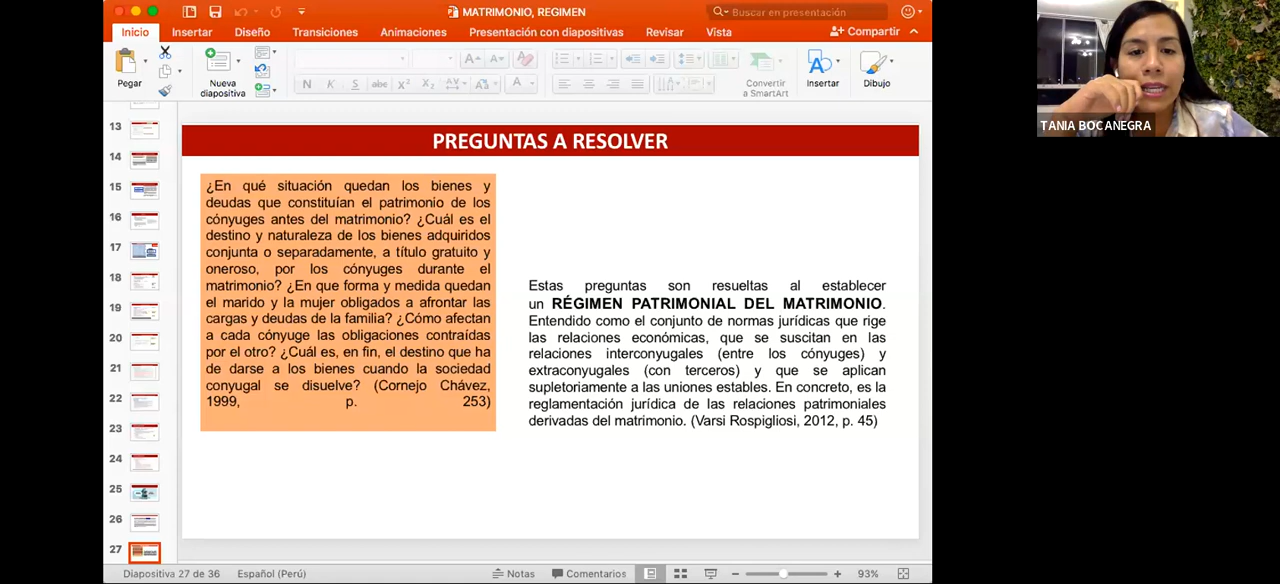 MATRIMONIO, REGIMEN
Buscar en presentación
Inicio Insertar Diseño Transiciones Animaciones Presentación con diapositivas Revisar Vista Compartir
Pegar Nueva diapositiva Convertir a SmartArt Insertar Dibujo
N K S abc X² X₂ AV Aa A
13
14
15
16
17
18
19
20
21
22
23
24
25
26
27
PREGUNTAS A RESOLVER
¿En qué situación quedan los bienes y
deudas que constituían el patrimonio de los
cónyuges antes del matrimonio? ¿Cuál es el
destino y naturaleza de los bienes adquiridos
conjunta o separadamente, a título gratuito y
oneroso, por los cónyuges durante el
matrimonio? ¿En que forma y medida quedan
el marido y la mujer obligados a afrontar las
cargas y deudas de la familia? ¿Cómo afectan
a cada cónyuge las obligaciones contraídas
por el otro? ¿Cuál es, en fin, el destino que ha
de darse a los bienes cuando la sociedad
conyugal se disuelve? (Cornejo Chávez,
1999, p. 253)
Estas preguntas son resueltas al establecer
un RÉGIMEN PATRIMONIAL DEL MATRIMONIO.
Entendido como el conjunto de normas jurídicas que rige
las relaciones económicas, que se suscitan en las
relaciones interconyugales (entre los cónyuges) y
extraconyugales (con terceros) y que se aplican
supletoriamente a las uniones estables. En concreto, es la
reglamentación jurídica de las relaciones patrimoniales
derivadas del matrimonio. (Varsi Rospigliosi, 2012, p. 45)
Diapositiva 27 de 36 Español (Perú) Notas Comentarios 93%
TANIA BOCANEGRA